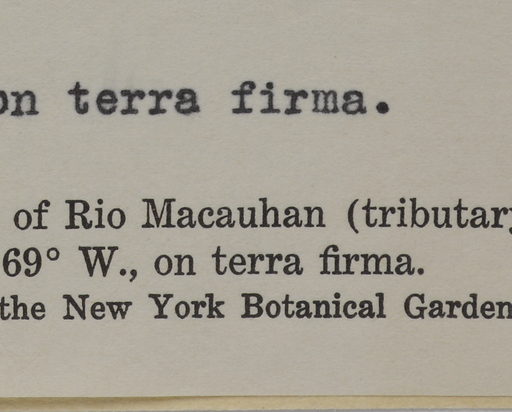 on terra firma.
of Rio Macauhan (tributary
69° W., on terra firma.
the New York Botanical Garden